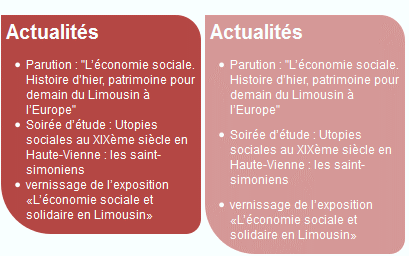 Actualités
• Parution : "L'économie sociale.
Histoire d'hier, patrimoine pour
demain du Limousin à
l'Europe"
• Soirée d'étude : Utopies
sociales au XIXème siècle en
Haute-Vienne : les saint-
simoniens
• vernissage de l'exposition
«L'économie sociale et
solidaire en Limousin»
Actualités
• Parution : "L'économie sociale.
Histoire d'hier, patrimoine pour
demain du Limousin à
l'Europe"
• Soirée d'étude : Utopies
sociales au XIXème siècle en
Haute-Vienne : les saint-
simoniens
• vernissage de l'exposition
«L'économie sociale et
solidaire en Limousin»